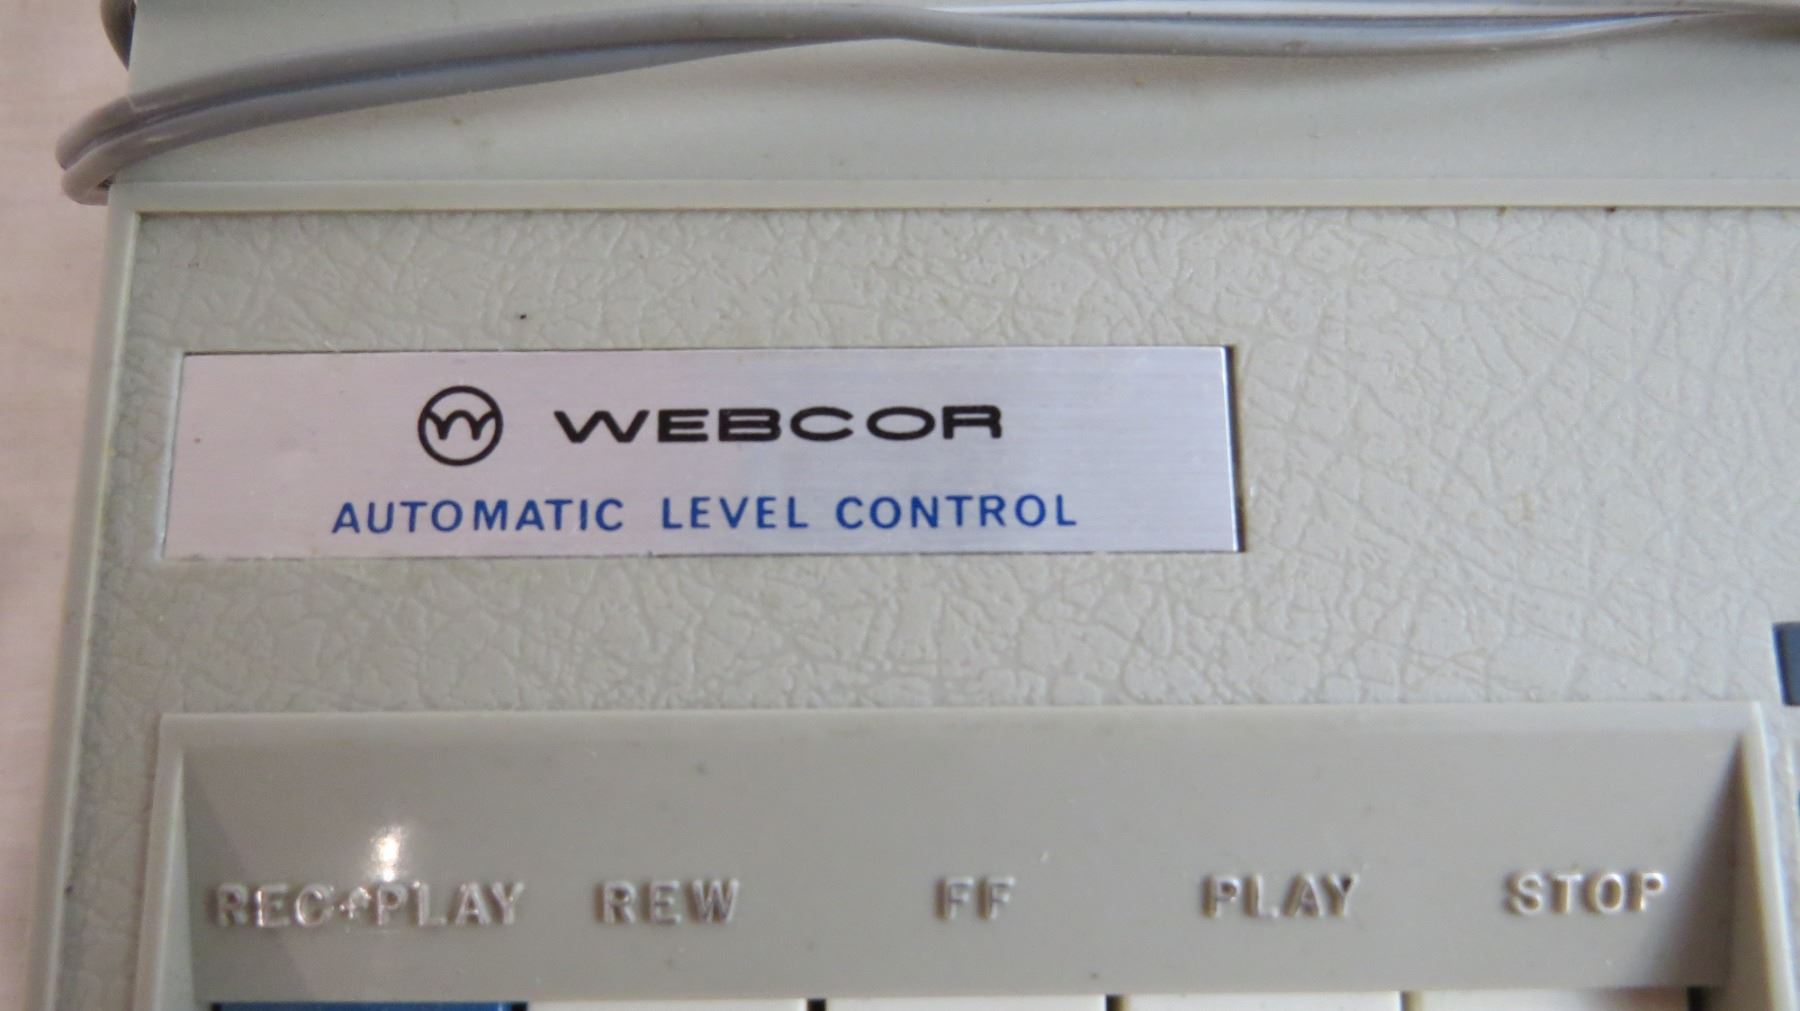 WEBCOR
AUTOMATIC LEVEL CONTROL
REC+PLAY REW FF PLAY STOP